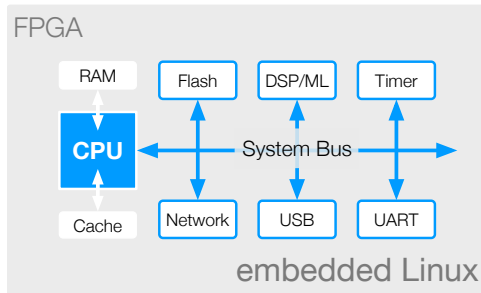 FPGA
RAM
Flash
DSP/ML
Timer
CPU
System Bus
Cache
Network
USB
UART
embedded Linux